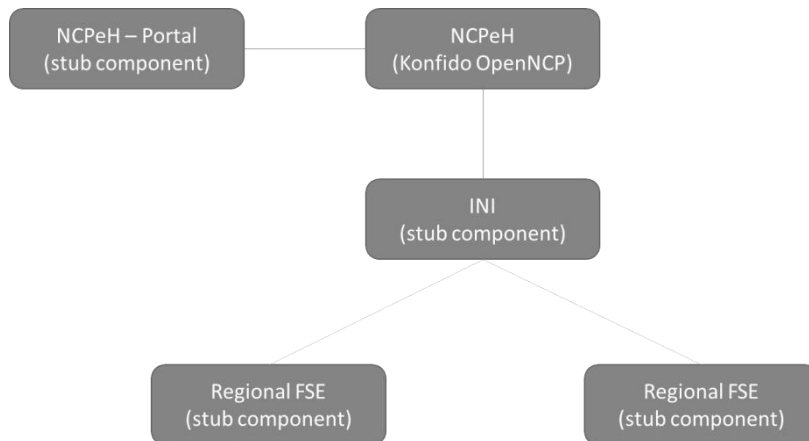 NCPeH – Portal
(stub component)
NCPeH
(Konfido OpenNCP)
INI
(stub component)
Regional FSE
(stub component)
Regional FSE
(stub component)